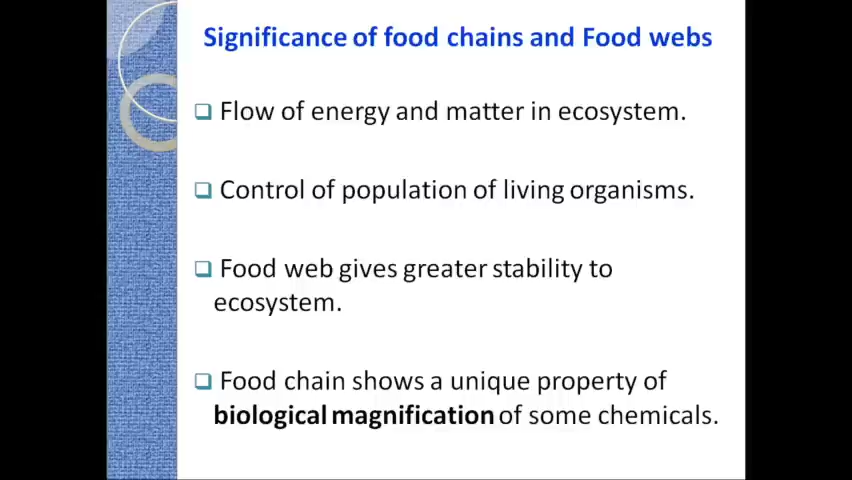 Significance of food chains and Food webs
Flow of energy and matter in ecosystem.
Control of population of living organisms.
Food web gives greater stability to
ecosystem.
Food chain shows a unique property of
biological magnification of some chemicals.